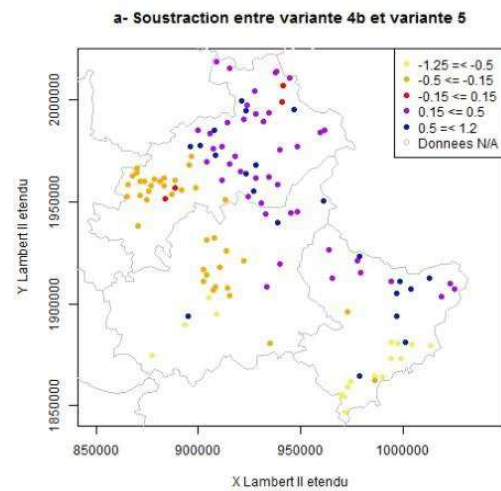 a- Soustraction entre variante 4b et variante 5
-1.25 =< -0.5
-0.5 <= -0.15
-0.15 <= 0.15
0.15 <= 0.5
0.5 =< 1.2
Donnees N/A
2000000
1950000
1900000
1850000
Y Lambert II etendu
850000 900000 950000 1000000
X Lambert II etendu